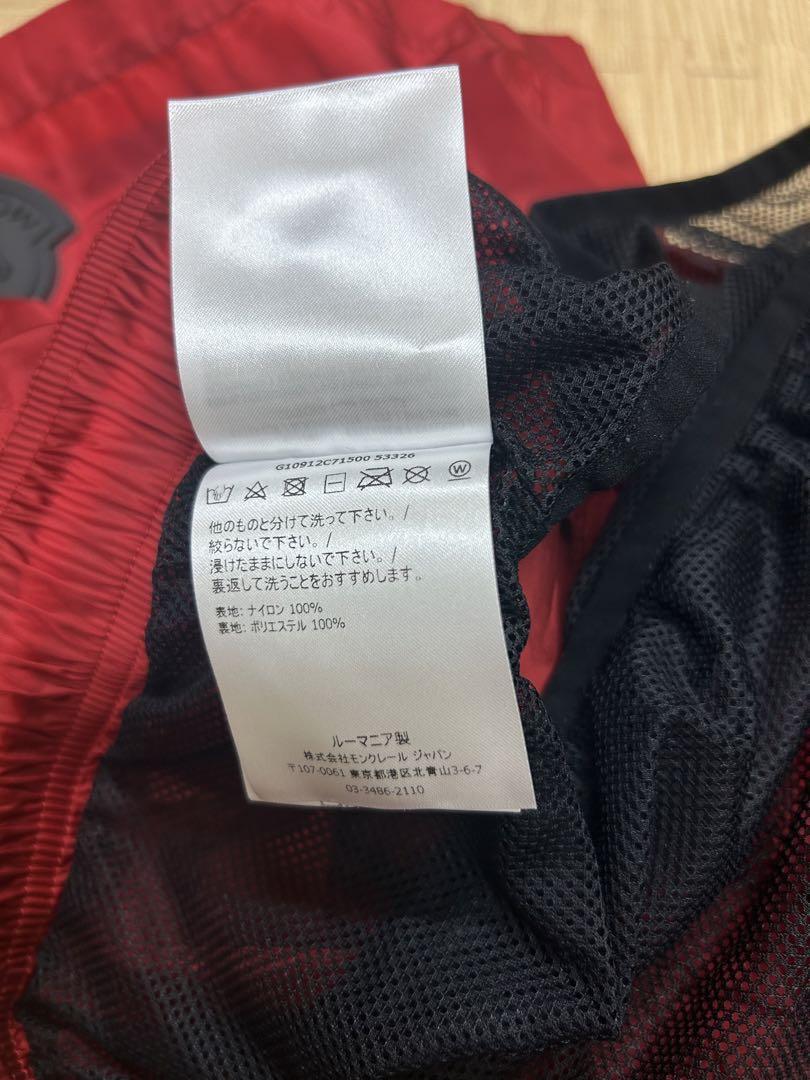 G10912C71500 53326
W
他のものと分けて洗って下さい。/
絞らないで下さい。/
浸けたままにしないで下さい。/
裏返して洗うことをおすすめします。
表地: ナイロン 100%
裏地: ポリエステル 100%
ルーマニア製
株式会社モンクレール ジャパン
〒107-0061 東京都港区北青山3-6-7
03-3486-2110